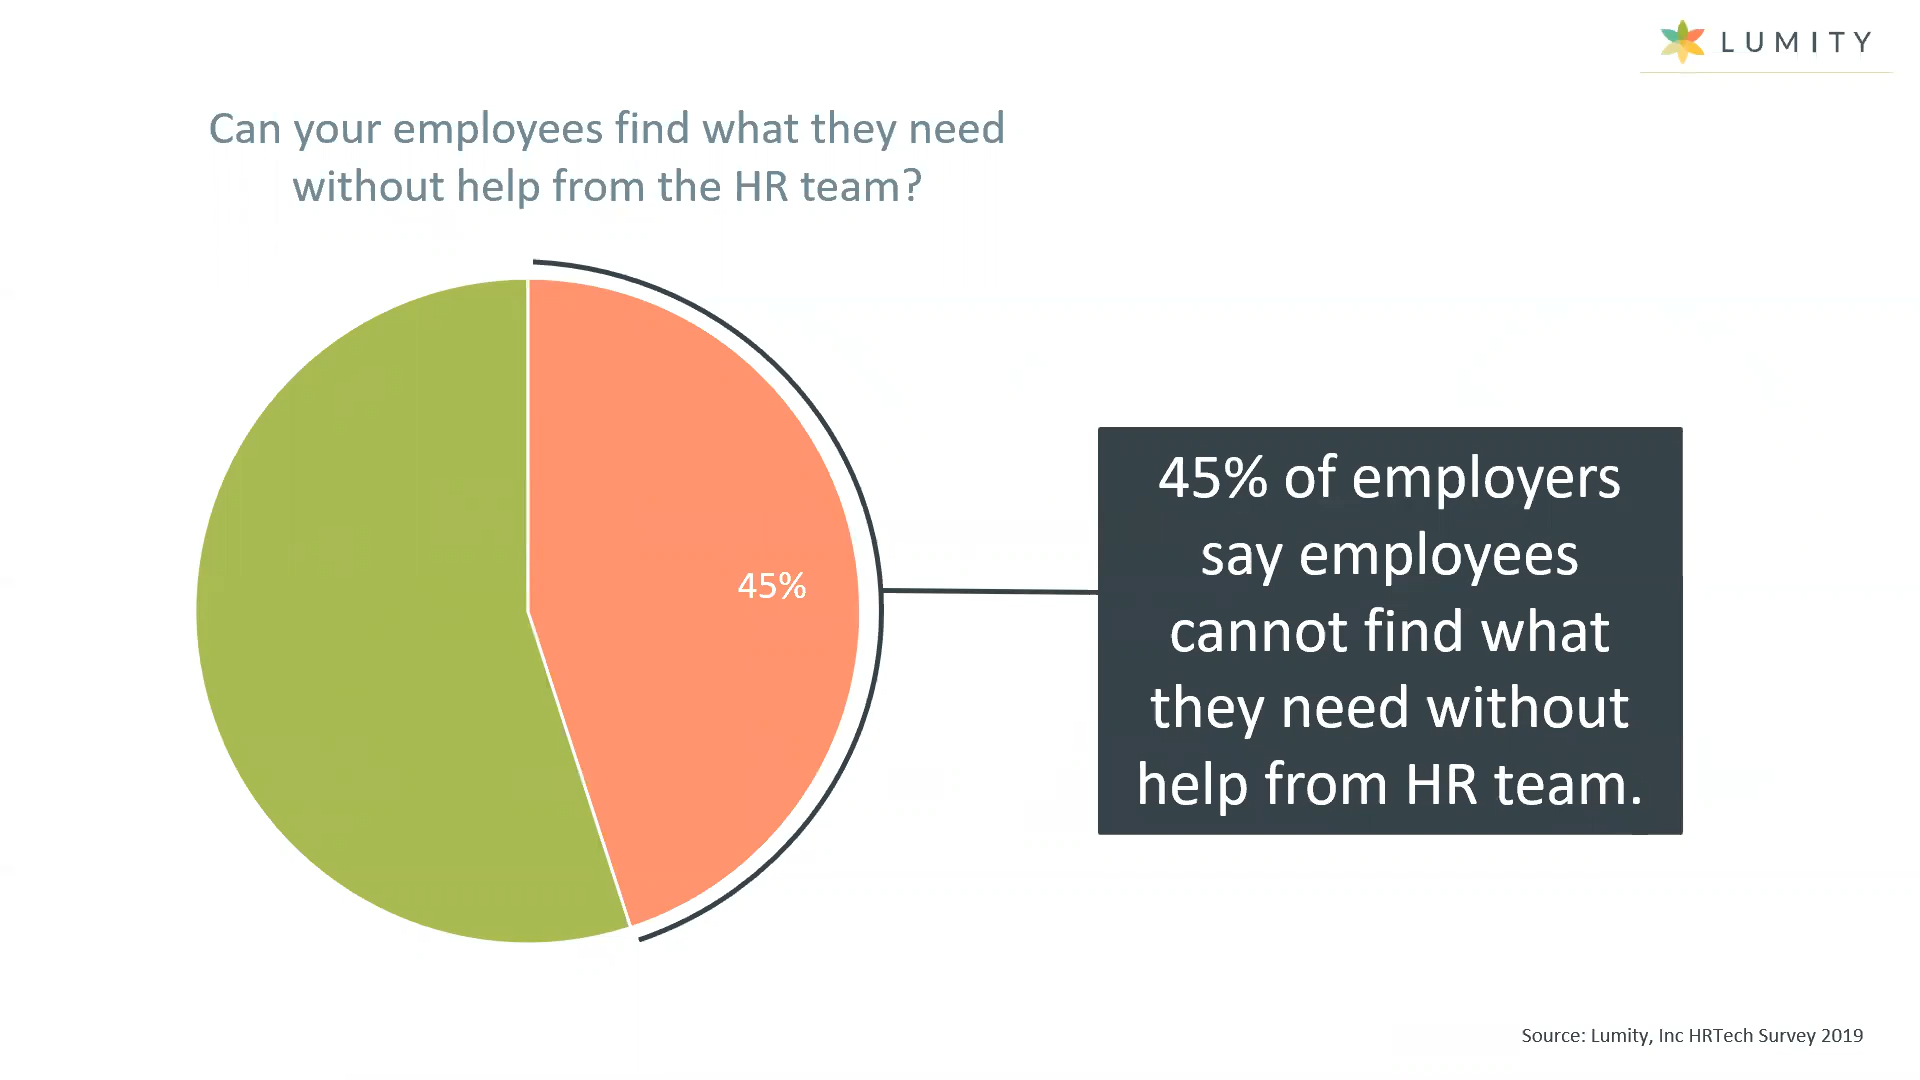 LUMITY
Can your employees find what they need
without help from the HR team?
45%
45% of employers
say employees
cannot find what
they need without
help from HR team.
Source: Lumity, Inc HRTech Survey 2019